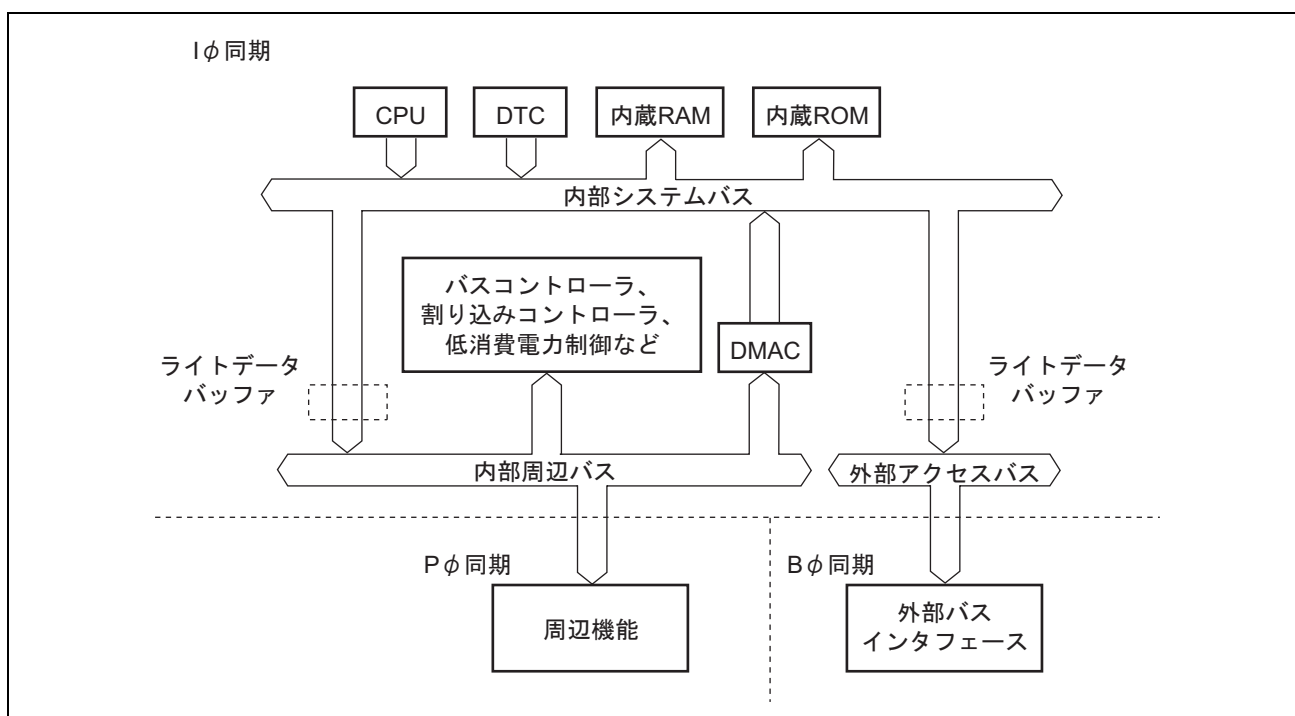 Iφ同期
CPU
DTC
内蔵RAM
内蔵ROM
内部システムバス
バスコントローラ、
割り込みコントローラ、
低消費電力制御など
DMAC
ライトデータ
バッファ
ライトデータ
バッファ
内部周辺バス
外部アクセスバス
Pφ同期
Bφ同期
周辺機能
外部バス
インタフェース